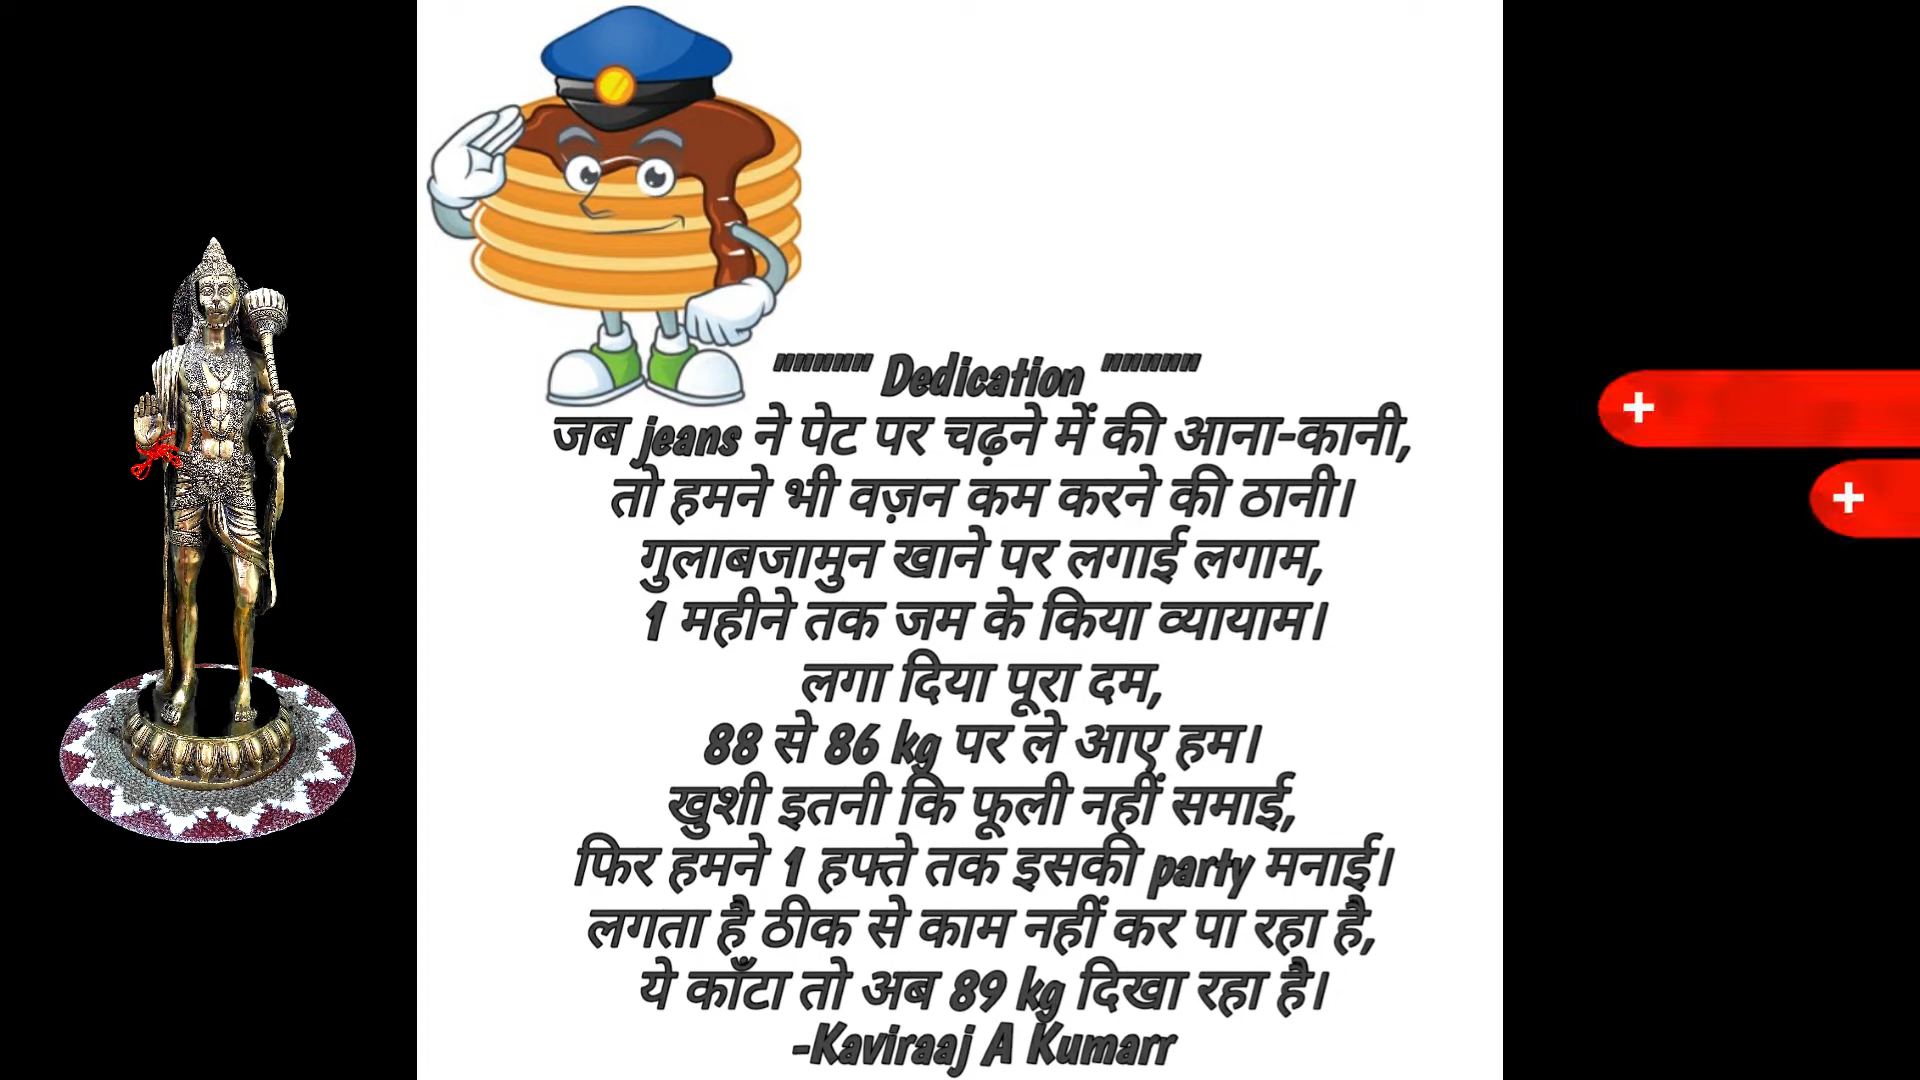 """"" Dedication """""
जब jeans ने पेट पर चढ़ने में की आना-कानी,
तो हमने भी वज़न कम करने की ठानी।
गुलाबजामुन खाने पर लगाई लगाम,
1 महीने तक जम के किया व्यायाम।
लगा दिया पूरा दम,
88 से 86 kg पर ले आए हम।
खुशी इतनी कि फूली नहीं समाई,
फिर हमने 1 हफ्ते तक इसकी party मनाई।
लगता है ठीक से काम नहीं कर पा रहा है,
ये काँटा तो अब 89 kg दिखा रहा है।
-Kaviraaj A Kumarr